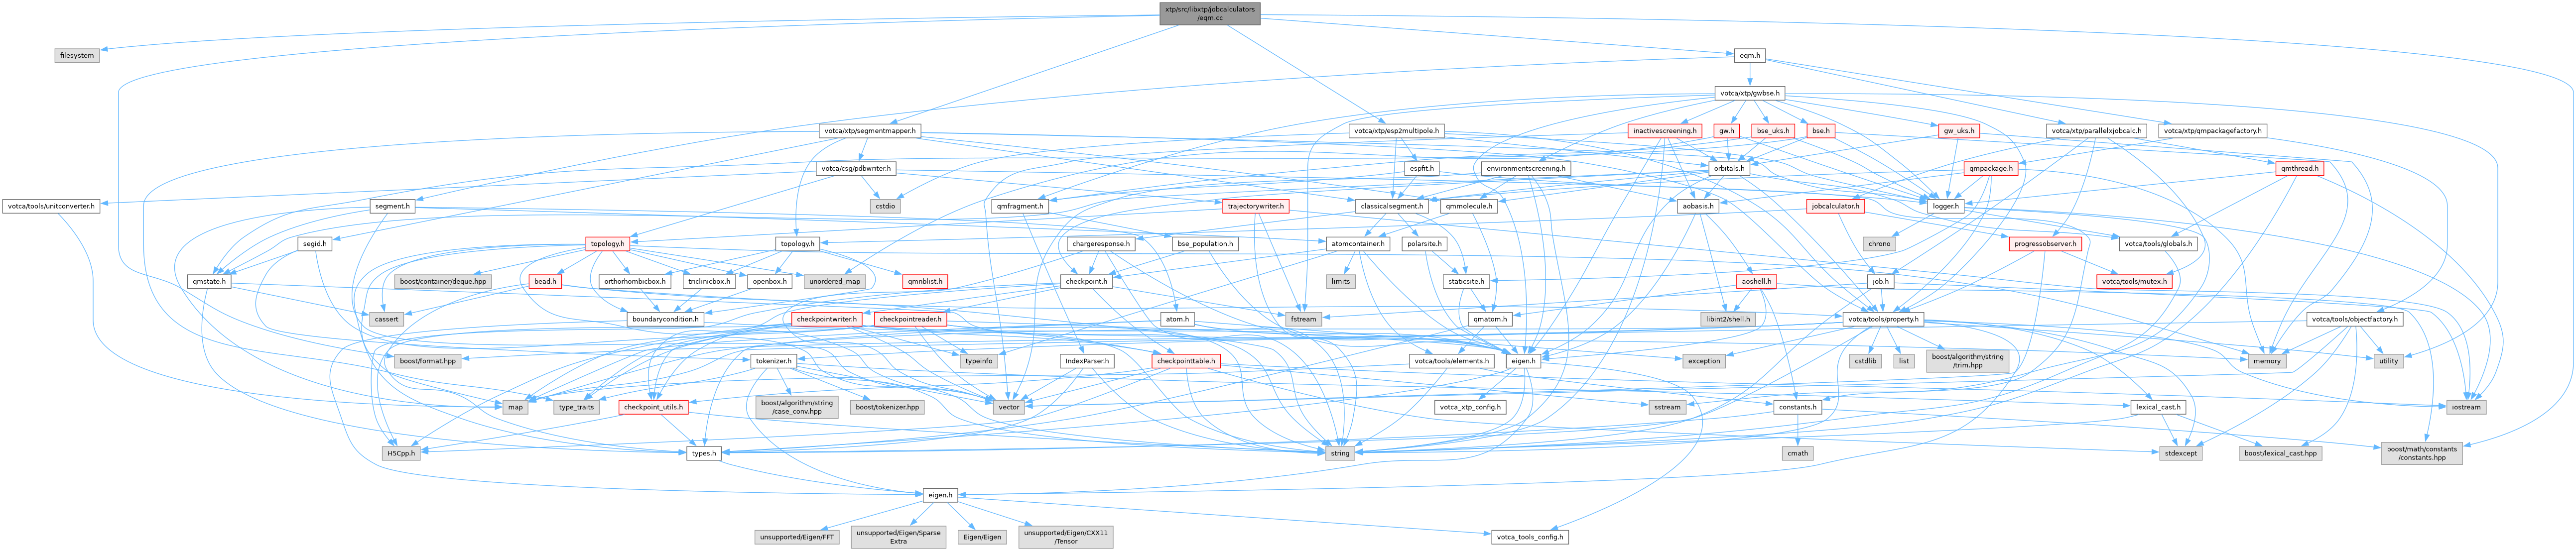 xtp/src/libxtp/jobcalculators
/eqm.cc
filesystem
eqm.h
votca/xtp/gwbse.h
votca/xtp/segmentmapper.h
votca/xtp/esp2multipole.h
inactivescreening.h
gw.h
bse_uks.h
bse.h
gw_uks.h
votca/xtp/parallelxjobcalc.h
votca/xtp/qmpackagefactory.h
votca/csg/pdbwriter.h
espfit.h
environmentscreening.h
orbitals.h
qmpackage.h
qmthread.h
votca/tools/unitconverter.h
segment.h
cstdio
trajectorywriter.h
qmfragment.h
classicalsegment.h
qmmolecule.h
aobasis.h
jobcalculator.h
logger.h
segid.h
topology.h
topology.h
chargeresponse.h
bse_population.h
atomcontainer.h
polarsite.h
chrono
progressobserver.h
votca/tools/globals.h
qmstate.h
boost/container/deque.hpp
bead.h
orthorhombicbox.h
triclinicbox.h
openbox.h
unordered_map
qmnblist.h
checkpoint.h
limits
staticsite.h
aoshell.h
job.h
votca/tools/mutex.h
cassert
boundarycondition.h
checkpointwriter.h
checkpointreader.h
atom.h
fstream
qmatom.h
libint2/shell.h
votca/tools/property.h
votca/tools/objectfactory.h
boost/format.hpp
tokenizer.h
typeinfo
IndexParser.h
checkpointtable.h
votca/tools/elements.h
eigen.h
exception
cstdlib
list
boost/algorithm/string
/trim.hpp
memory
utility
map
type_traits
checkpoint_utils.h
boost/algorithm/string
/case_conv.hpp
boost/tokenizer.hpp
vector
votca_xtp_config.h
sstream
constants.h
lexical_cast.h
iostream
H5Cpp.h
types.h
string
cmath
stdexcept
boost/lexical_cast.hpp
boost/math/constants
/constants.hpp
eigen.h
unsupported/Eigen/FFT
unsupported/Eigen/Sparse
Extra
Eigen/Eigen
unsupported/Eigen/CXX11
/Tensor
votca_tools_config.h